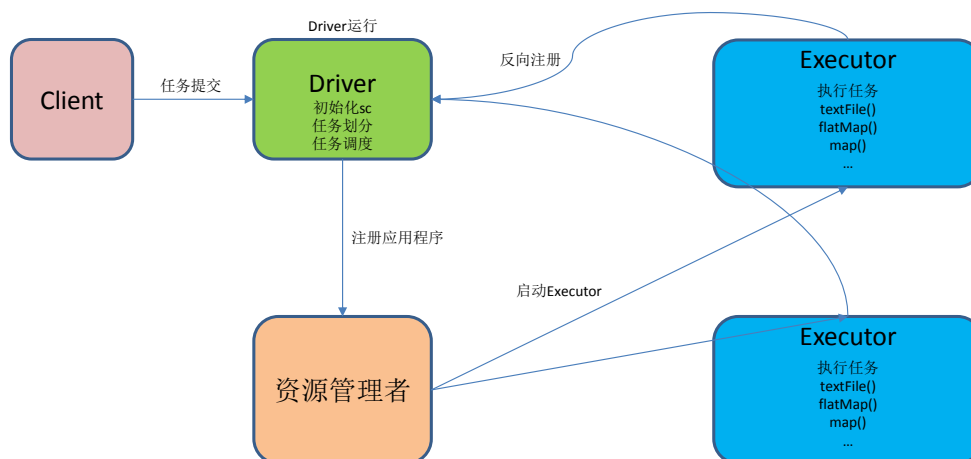 Driver运行
Client
任务提交
Driver
初始化sc
任务划分
任务调度
反向注册
Executor
执行任务
textFile()
flatMap()
map()
...
注册应用程序
启动Executor
资源管理者
Executor
执行任务
textFile()
flatMap()
map()
...